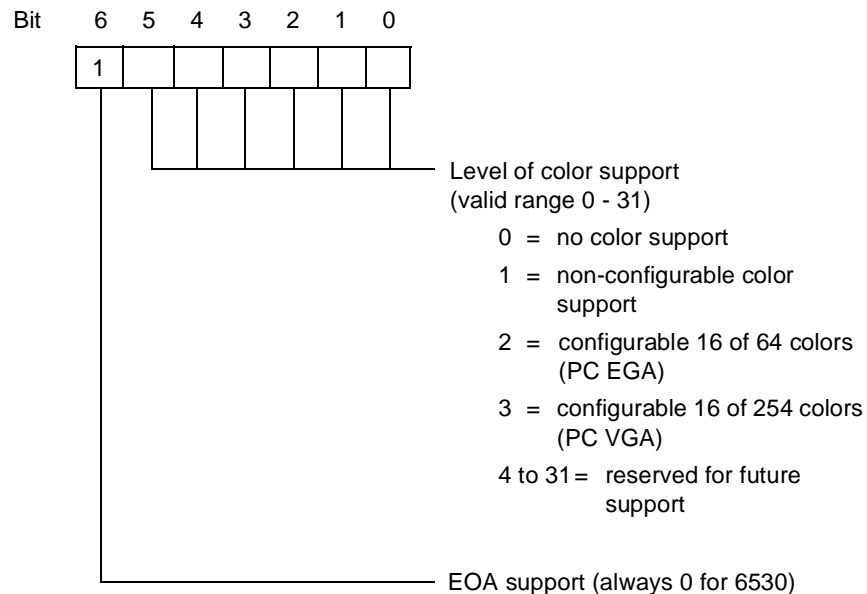 Bit 6 5 4 3 2 1 0
1
Level of color support
(valid range 0 - 31)
0 = no color support
1 = non-configurable color
support
2 = configurable 16 of 64 colors
(PC EGA)
3 = configurable 16 of 254 colors
(PC VGA)
4 to 31 = reserved for future
support
EOA support (always 0 for 6530)